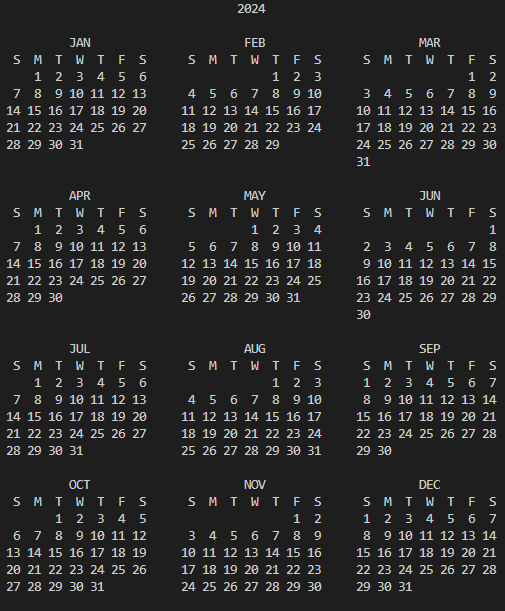 2024

         JAN                      FEB                      MAR
 S  M  T  W  T  F  S      S  M  T  W  T  F  S      S  M  T  W  T  F  S
    1  2  3  4  5  6                  1  2  3                     1  2
 7  8  9 10 11 12 13      4  5  6  7  8  9 10      3  4  5  6  7  8  9
14 15 16 17 18 19 20     11 12 13 14 15 16 17     10 11 12 13 14 15 16
21 22 23 24 25 26 27     18 19 20 21 22 23 24     17 18 19 20 21 22 23
28 29 30 31              25 26 27 28 29           24 25 26 27 28 29 30
                                                  31

         APR                      MAY                      JUN
 S  M  T  W  T  F  S      S  M  T  W  T  F  S      S  M  T  W  T  F  S
    1  2  3  4  5  6               1  2  3  4                        1
 7  8  9 10 11 12 13      5  6  7  8  9 10 11      2  3  4  5  6  7  8
14 15 16 17 18 19 20     12 13 14 15 16 17 18      9 10 11 12 13 14 15
21 22 23 24 25 26 27     19 20 21 22 23 24 25     16 17 18 19 20 21 22
28 29 30                 26 27 28 29 30 31        23 24 25 26 27 28 29
                                                  30

         JUL                      AUG                      SEP
 S  M  T  W  T  F  S      S  M  T  W  T  F  S      S  M  T  W  T  F  S
    1  2  3  4  5  6                  1  2  3      1  2  3  4  5  6  7
 7  8  9 10 11 12 13      4  5  6  7  8  9 10      8  9 10 11 12 13 14
14 15 16 17 18 19 20     11 12 13 14 15 16 17     15 16 17 18 19 20 21
21 22 23 24 25 26 27     18 19 20 21 22 23 24     22 23 24 25 26 27 28
28 29 30 31              25 26 27 28 29 30 31     29 30

         OCT                      NOV                      DEC
 S  M  T  W  T  F  S      S  M  T  W  T  F  S      S  M  T  W  T  F  S
       1  2  3  4  5                     1  2      1  2  3  4  5  6  7
 6  7  8  9 10 11 12      3  4  5  6  7  8  9      8  9 10 11 12 13 14
13 14 15 16 17 18 19     10 11 12 13 14 15 16     15 16 17 18 19 20 21
20 21 22 23 24 25 26     17 18 19 20 21 22 23     22 23 24 25 26 27 28
27 28 29 30 31           24 25 26 27 28 29 30     29 30 31